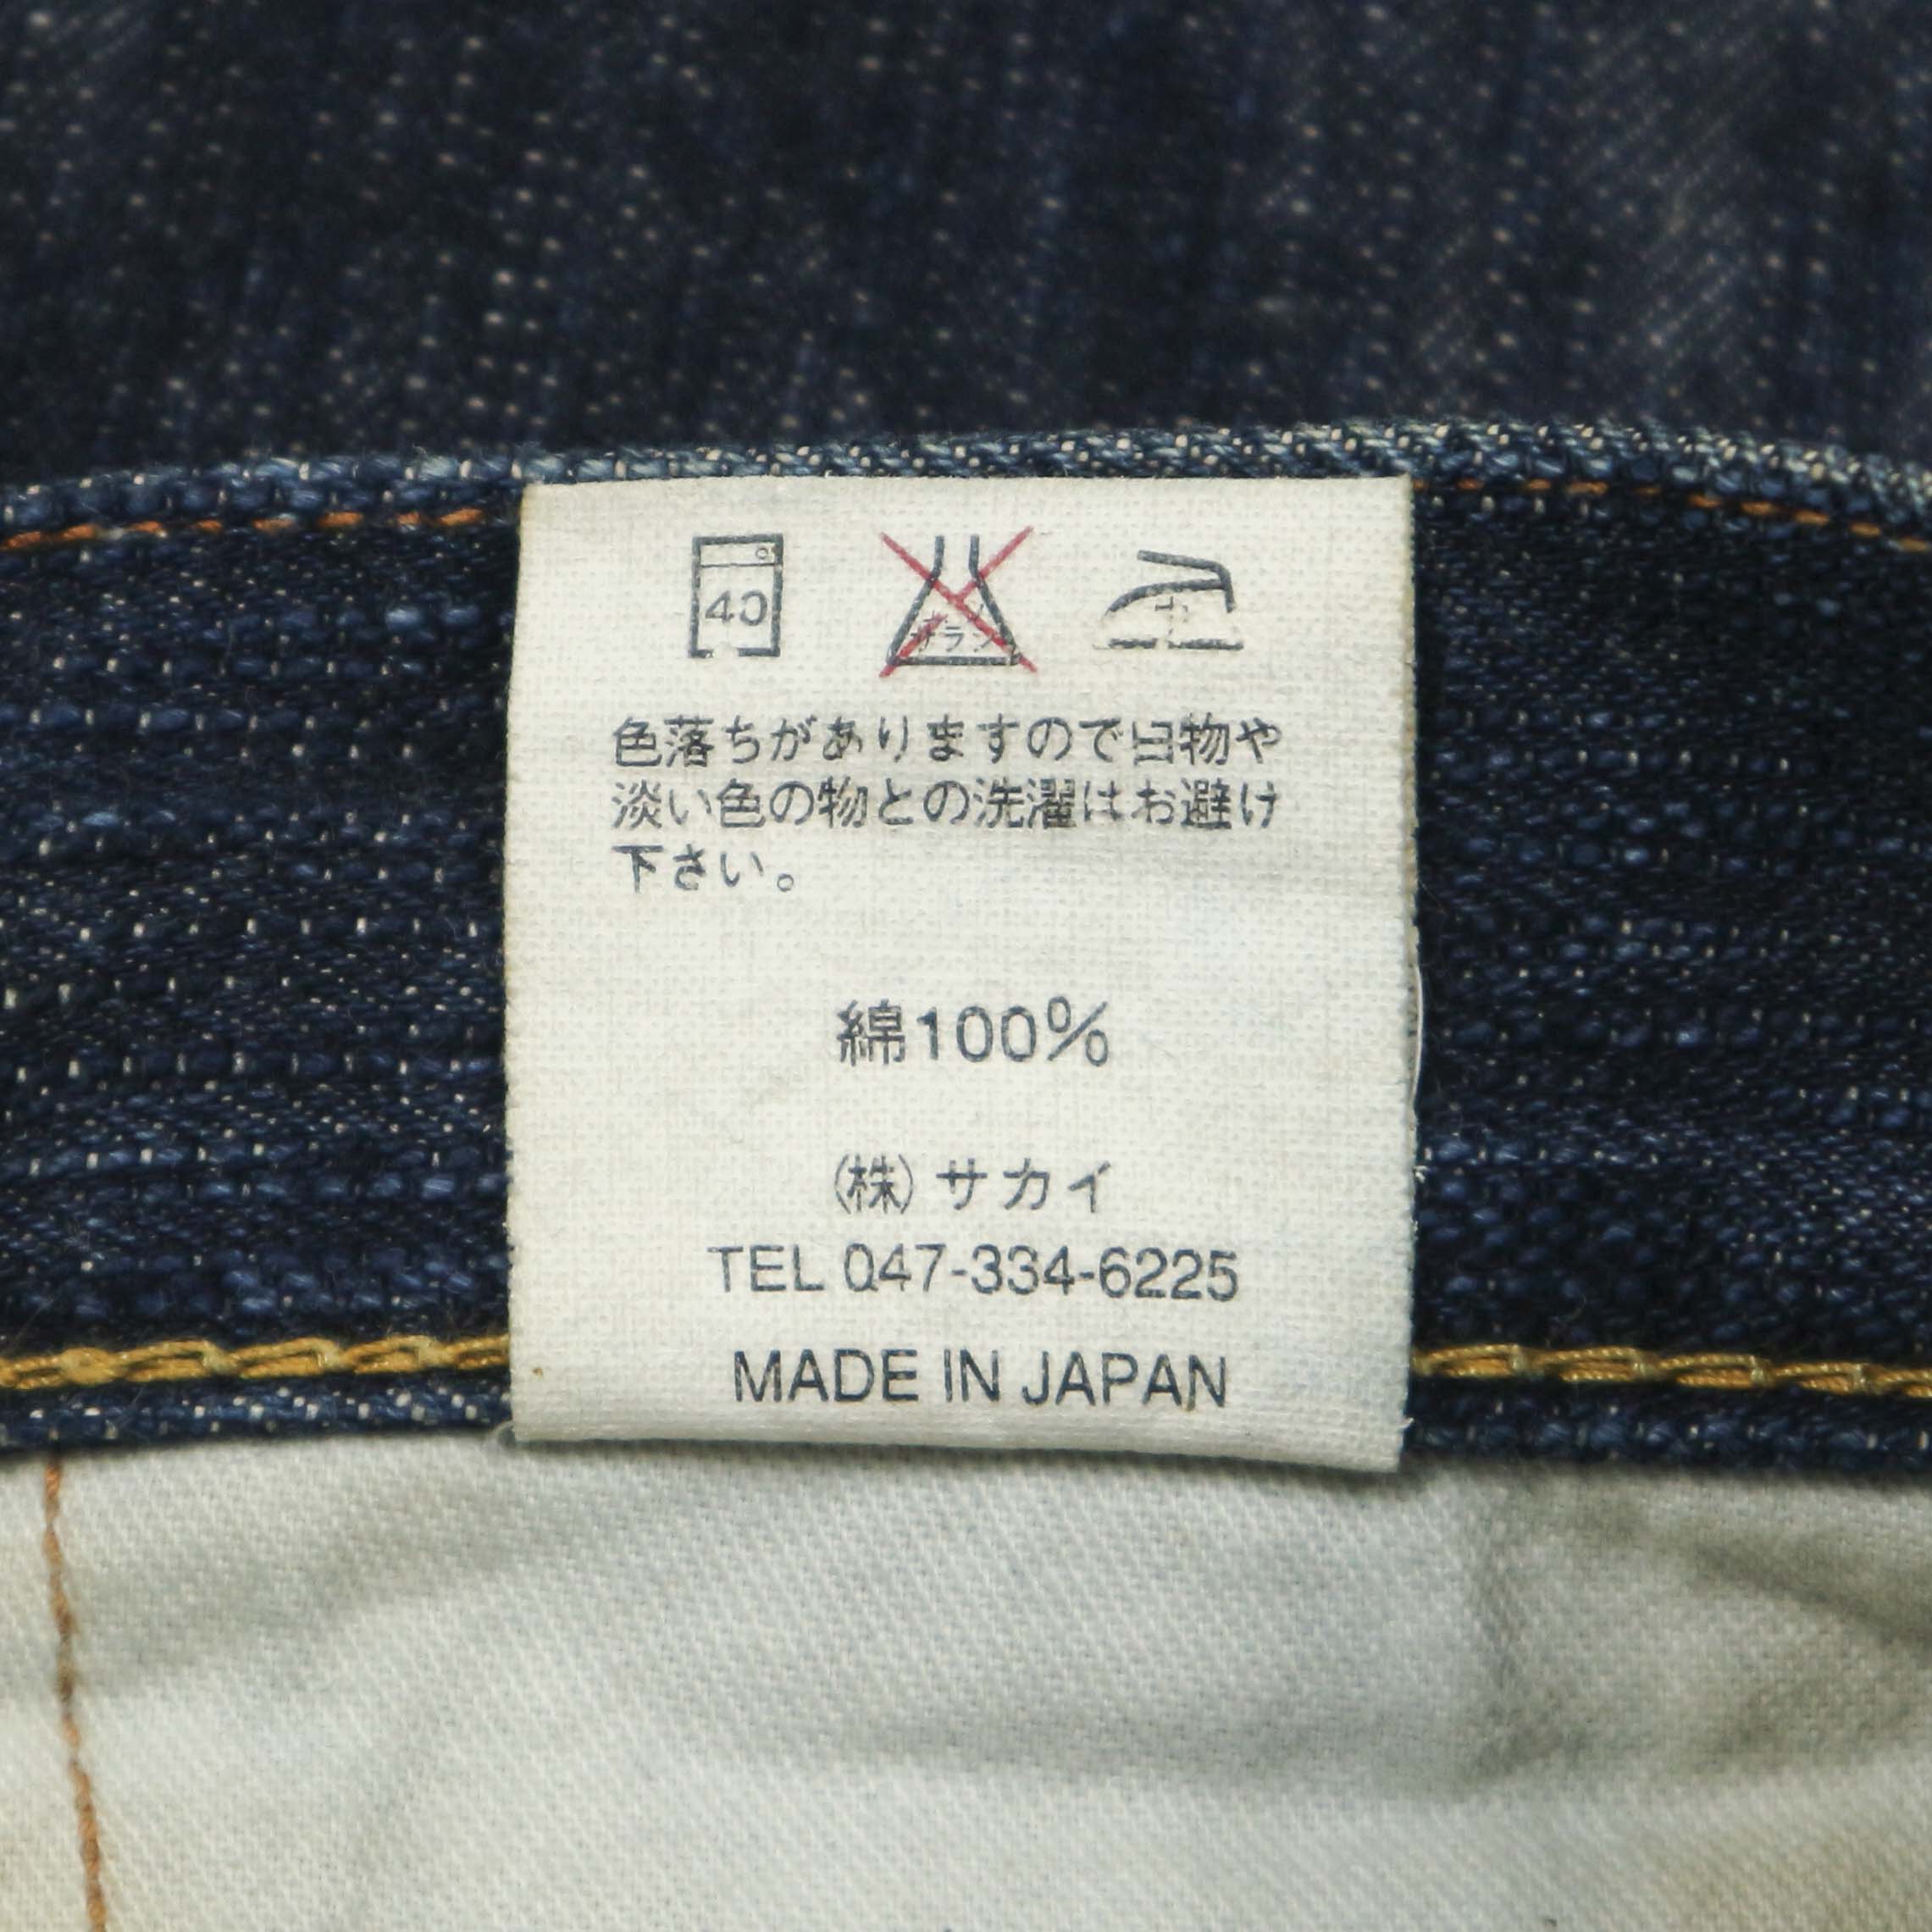 40
エンソ
サラシ
中
色落ちがありますので白物や
淡い色の物との洗濯はお避け
下さい。
綿100%
(株) サカイ
TEL 047-334-6225
MADE IN JAPAN